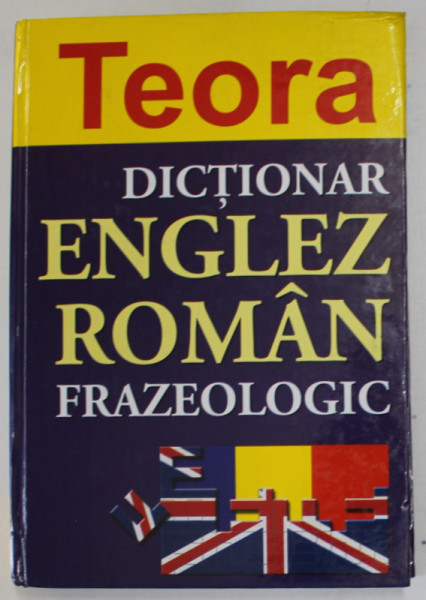 Teora
DICȚIONAR
ENGLEZ
ROMÂN
FRAZEOLOGIC